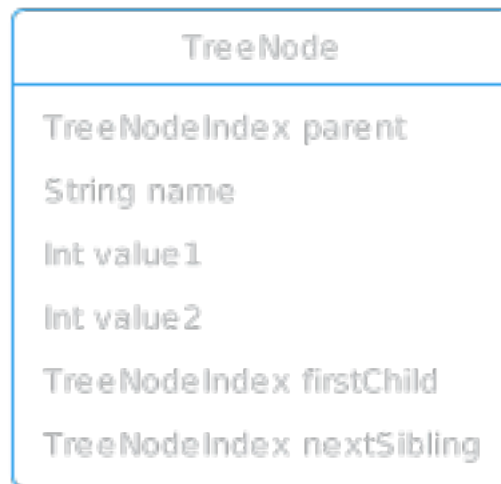 TreeNode
TreeNodeIndex parent
String name
Int value1
Int value2
TreeNodeIndex firstChild
TreeNodeIndex nextSibling